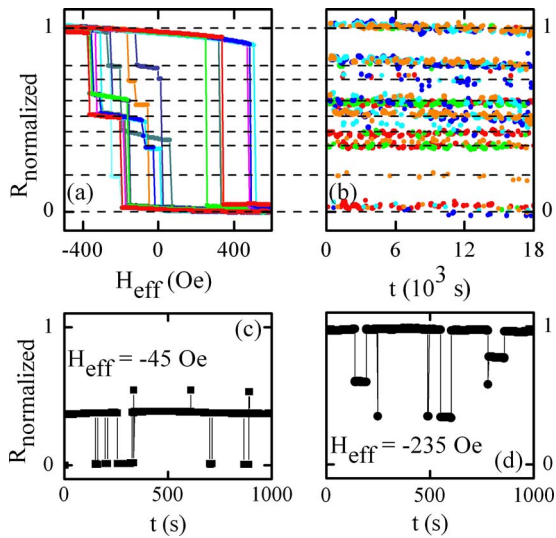 1
R_normalized
0
(a)
-400 0 400
H_eff (Oe)
1
0
(b)
0 6 12 18
t (10^3 s)
1
R_normalized
0
(c)
H_eff = -45 Oe
0 500 1000
t (s)
1
0
H_eff = -235 Oe
(d)
0 500 1000
t (s)